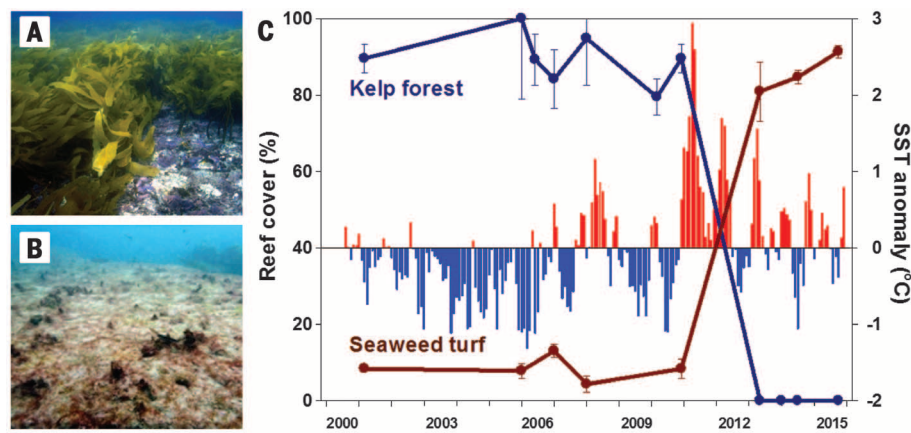 A
B
C
Reef cover (%)
100
80
60
40
20
0
Kelp forest
Seaweed turf
3
2
1
0
-1
-2
SST anomaly (°C)
2000 2003 2006 2009 2012 2015